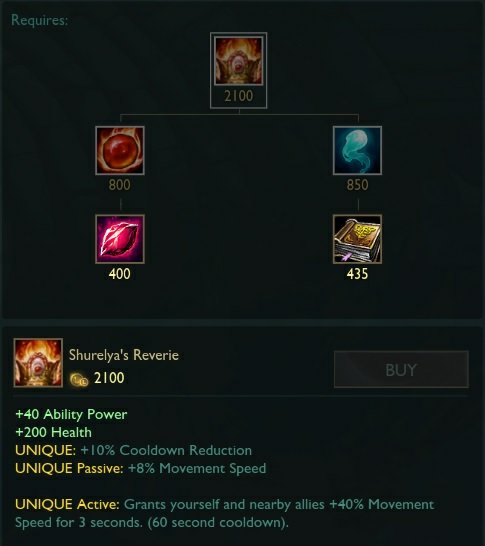 Requires:
2100
800
850
400
435
Shurelya's Reverie
2100
BUY
+40 Ability Power
+200 Health
UNIQUE: +10% Cooldown Reduction
UNIQUE Passive: +8% Movement Speed
UNIQUE Active: Grants yourself and nearby allies +40% Movement
Speed for 3 seconds. (60 second cooldown).